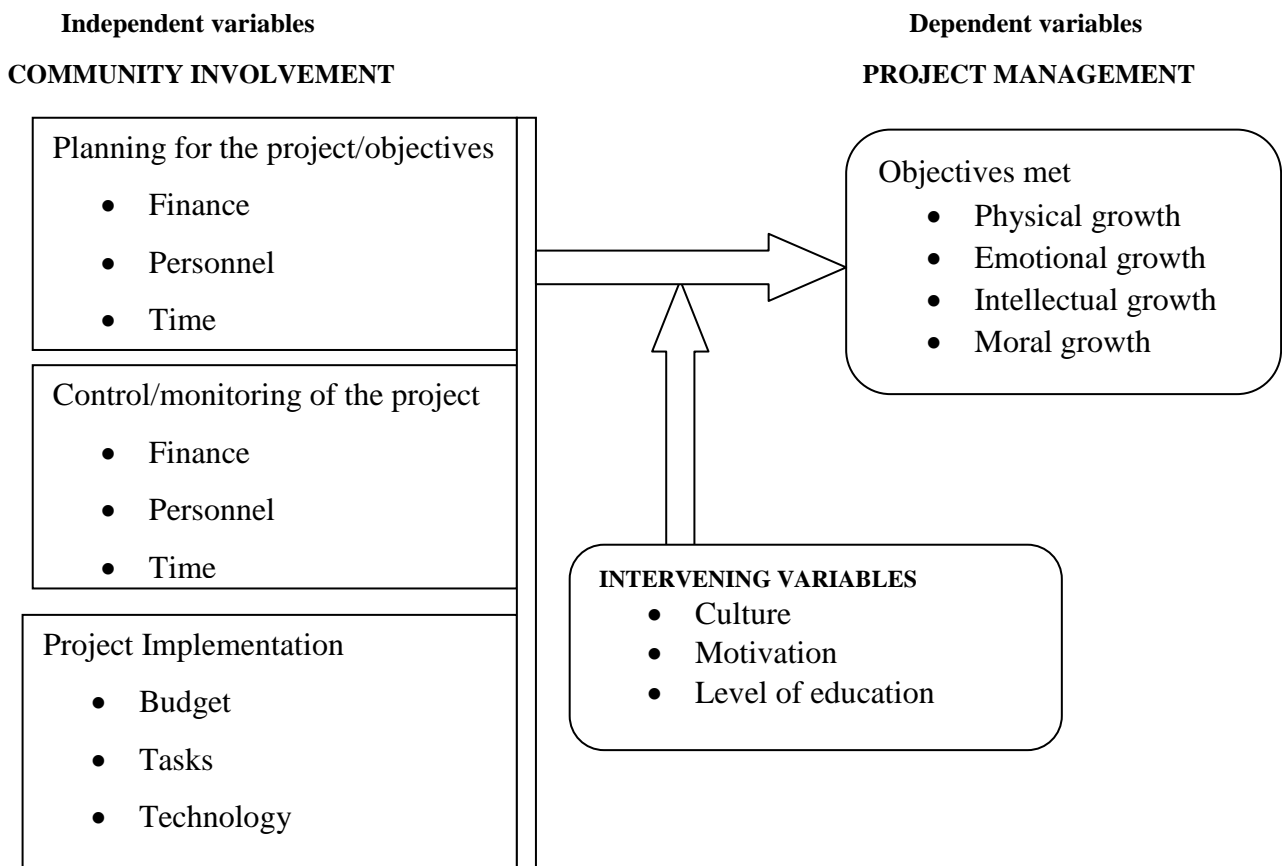 Independent variables
Dependent variables
COMMUNITY INVOLVEMENT
PROJECT MANAGEMENT
Planning for the project/objectives
• Finance
• Personnel
• Time
Control/monitoring of the project
• Finance
• Personnel
• Time
Project Implementation
• Budget
• Tasks
• Technology
Objectives met
• Physical growth
• Emotional growth
• Intellectual growth
• Moral growth
INTERVENING VARIABLES
• Culture
• Motivation
• Level of education